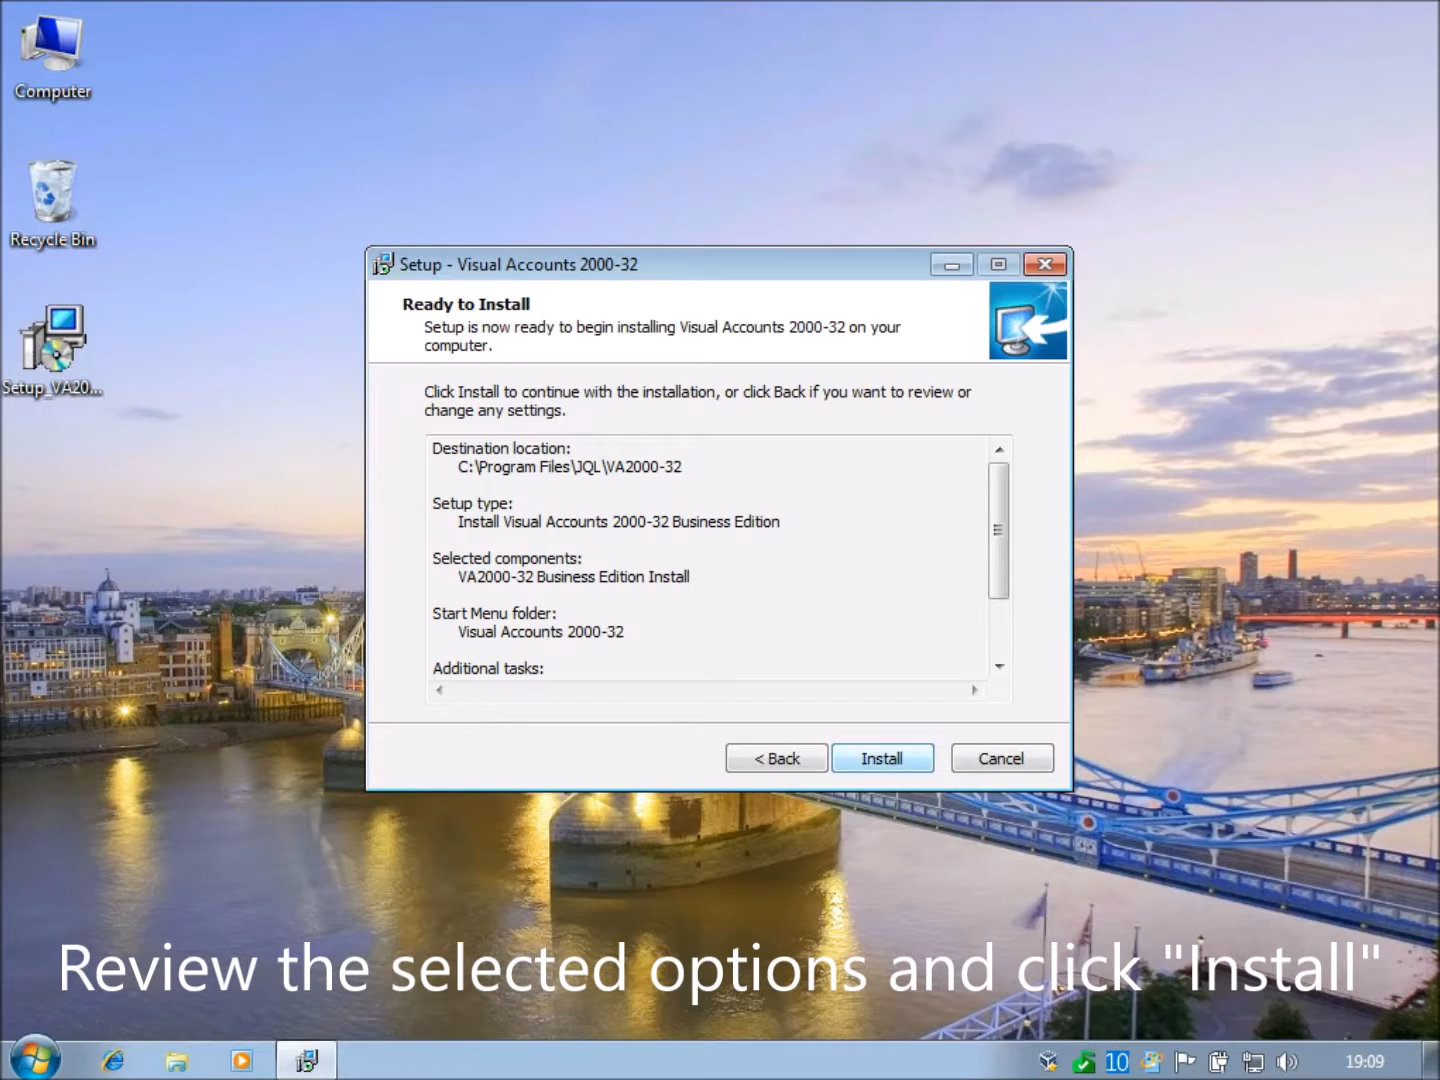 Computer
Recycle Bin
Setup_VA20...
Setup - Visual Accounts 2000-32
Ready to Install
Setup is now ready to begin installing Visual Accounts 2000-32 on your
computer.
Click Install to continue with the installation, or click Back if you want to review or
change any settings.
Destination location:
C:\Program Files\JQL\VA2000-32
Setup type:
Install Visual Accounts 2000-32 Business Edition
Selected components:
VA2000-32 Business Edition Install
Start Menu folder:
Visual Accounts 2000-32
Additional tasks:
< Back
Install
Cancel
Review the selected options and click "Install"
10
19:09